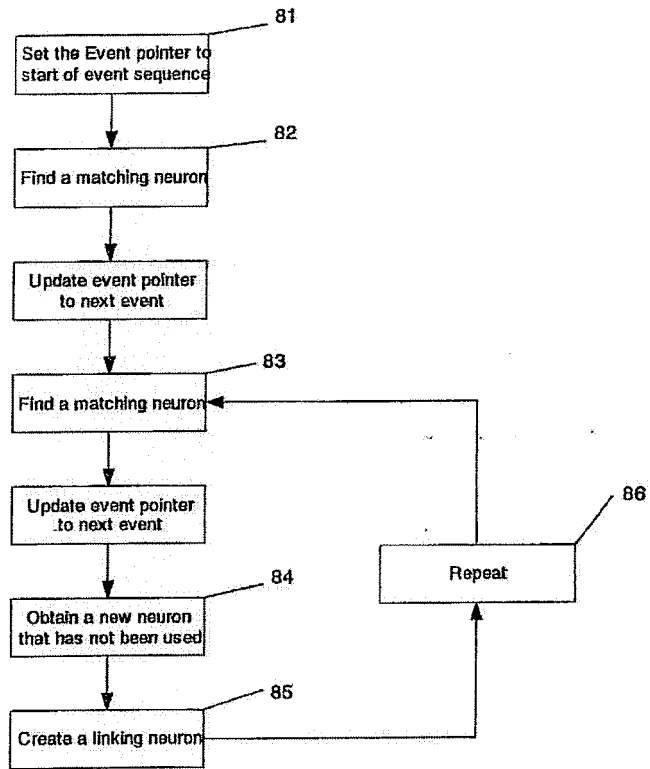 81
Set the Event pointer to
start of event sequence
82
Find a matching neuron
Update event pointer
to next event
83
Find a matching neuron
Update event pointer
.to next event
86
Repeat
84
Obtain a new neuron
that has not been used
85
Create a linking neuron